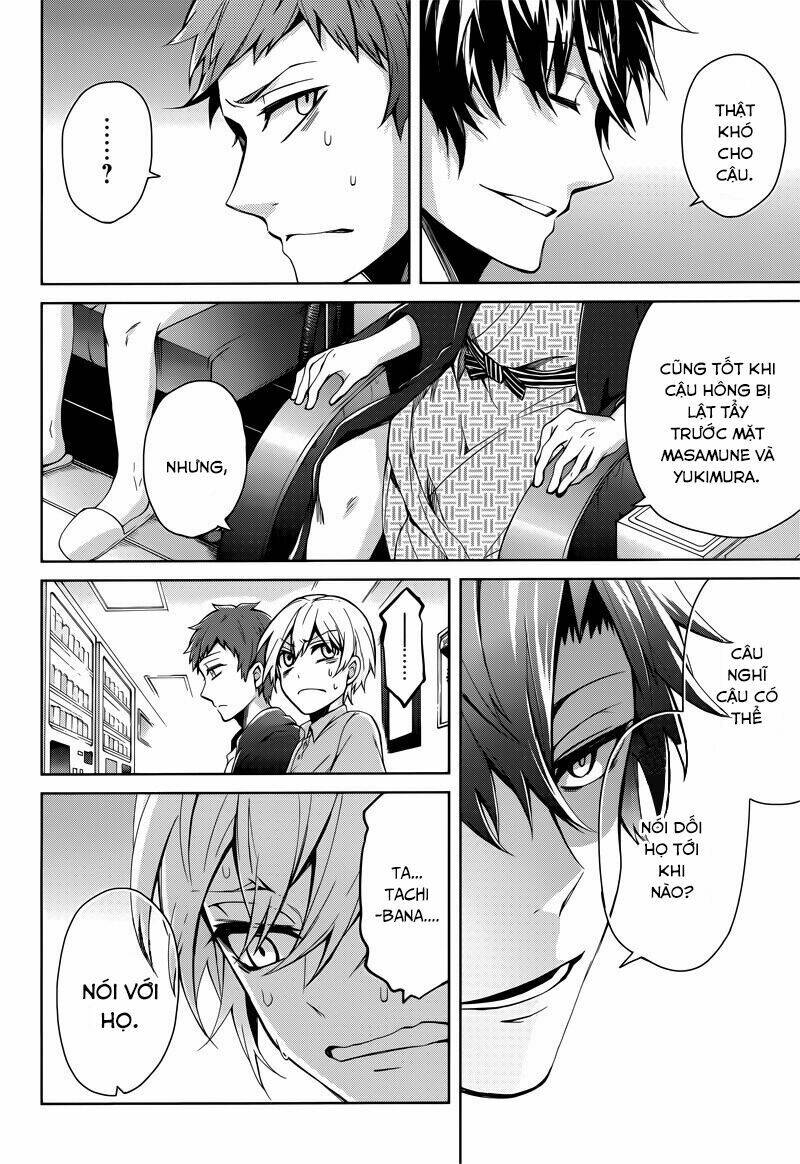 THẬT
KHÓ
CHO
CẬU.
......?
CŨNG TỐT KHI
CẬU HÔNG BỊ
LẬT TẨY
TRƯỚC MẶT
MASAMUNE VÀ
YUKIMURA.
NHƯNG,
CÂU
NGHĨ
CẬU CÓ
THỂ
NÓI DỐI
HỌ TỚI
KHI
NÀO?
.........
TA...
TACHI
-BANA....
NÓI VỚI
HỌ.